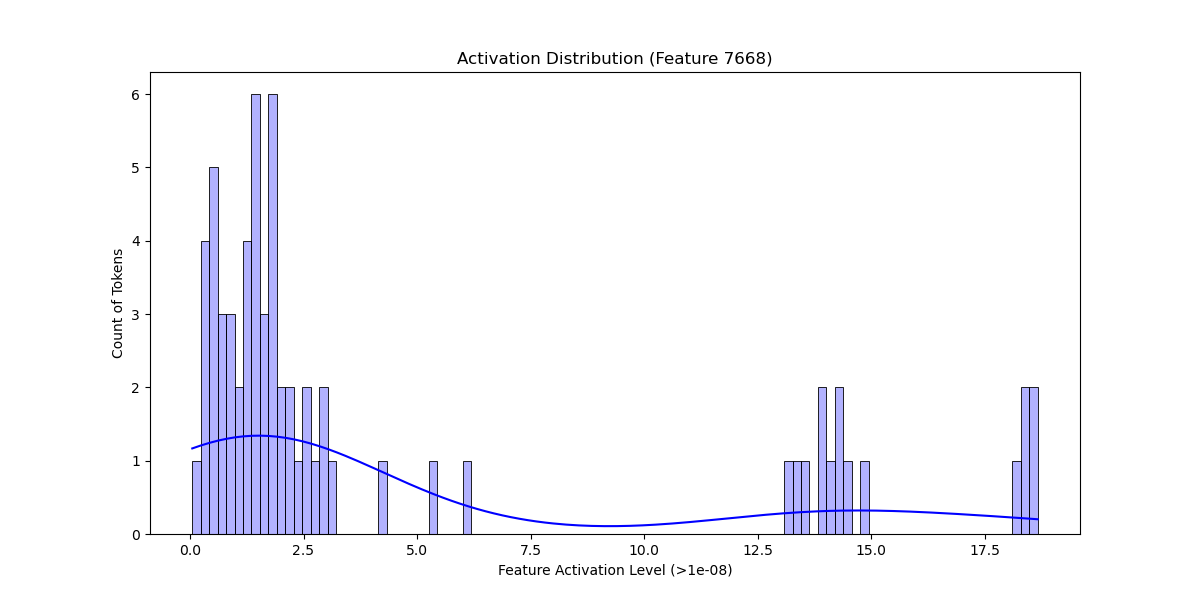 Activation Distribution (Feature 7668)
6
5
4
3
2
1
0
Count of Tokens
0.0 2.5 5.0 7.5 10.0 12.5 15.0 17.5
Feature Activation Level (>1e-08)